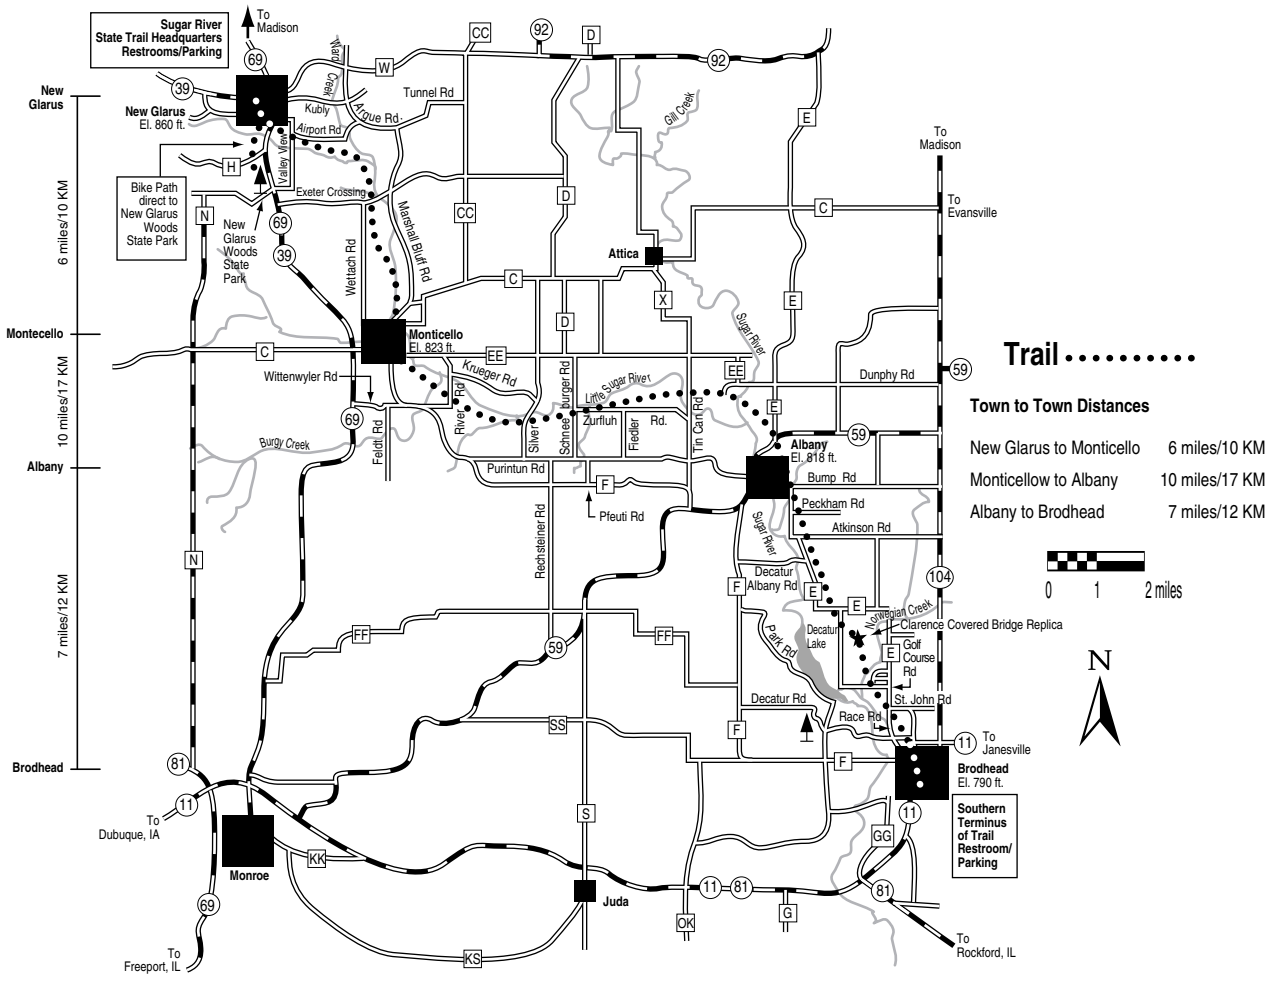 Sugar River
State Trail Headquarters
Restrooms/Parking
To
Madison
69
39
New
Glarus
New Glarus
El. 860 ft.
W
CC
92
D
92
Ward Creek
Kubly
Argue Rd.
Tunnel Rd
Airport Rd
Gill Creek
E
To
Madison
Valley View
H
Bike Path
direct to
New Glarus
Woods
State Park
N
New
Glarus
Woods
State
Park
69
39
Exeter Crossing
Marshall Bluff Rd
Wettach Rd
CC
D
C
To
Evansville
Attica
6 miles/10 KM
C
X
E
D
Sugar River
Montecello
C
Monticello
El. 823 ft.
EE
EE
Trail
Wittenwyler Rd
Krueger Rd
River Rd
Schneeburger Rd
Little Sugar River
Dunphy Rd
59
Town to Town Distances
10 miles/17 KM
69
Feldt Rd
Silver
Zurfluh Rd.
Fiedler
Tin Can Rd
E
59
Albany
El. 818 ft.
New Glarus to Monticello 6 miles/10 KM
Burgy Creek
Albany
Purintun Rd
F
Bump Rd
Monticellow to Albany 10 miles/17 KM
Pfeuti Rd
Peckham Rd
Albany to Brodhead 7 miles/12 KM
Rechsteiner Rd
Sugar River
Atkinson Rd
N
Decatur
Albany Rd
F
E
E
104
0 1 2 miles
7 miles/12 KM
FF
FF
59
Park Rd
Decatur
Lake
Norwegian Creek
Clarence Covered Bridge Replica
E
Golf
Course
Rd
N
Decatur Rd
St. John Rd
Race Rd
SS
F
F
11
To
Janesville
Brodhead
81
11
Brodhead
El. 790 ft.
To
Dubuque, IA
Southern
Terminus
of Trail
Restroom/
Parking
S
11
GG
KK
Monroe
11
81
81
Juda
69
OK
G
KS
To
Freeport, IL
To
Rockford, IL